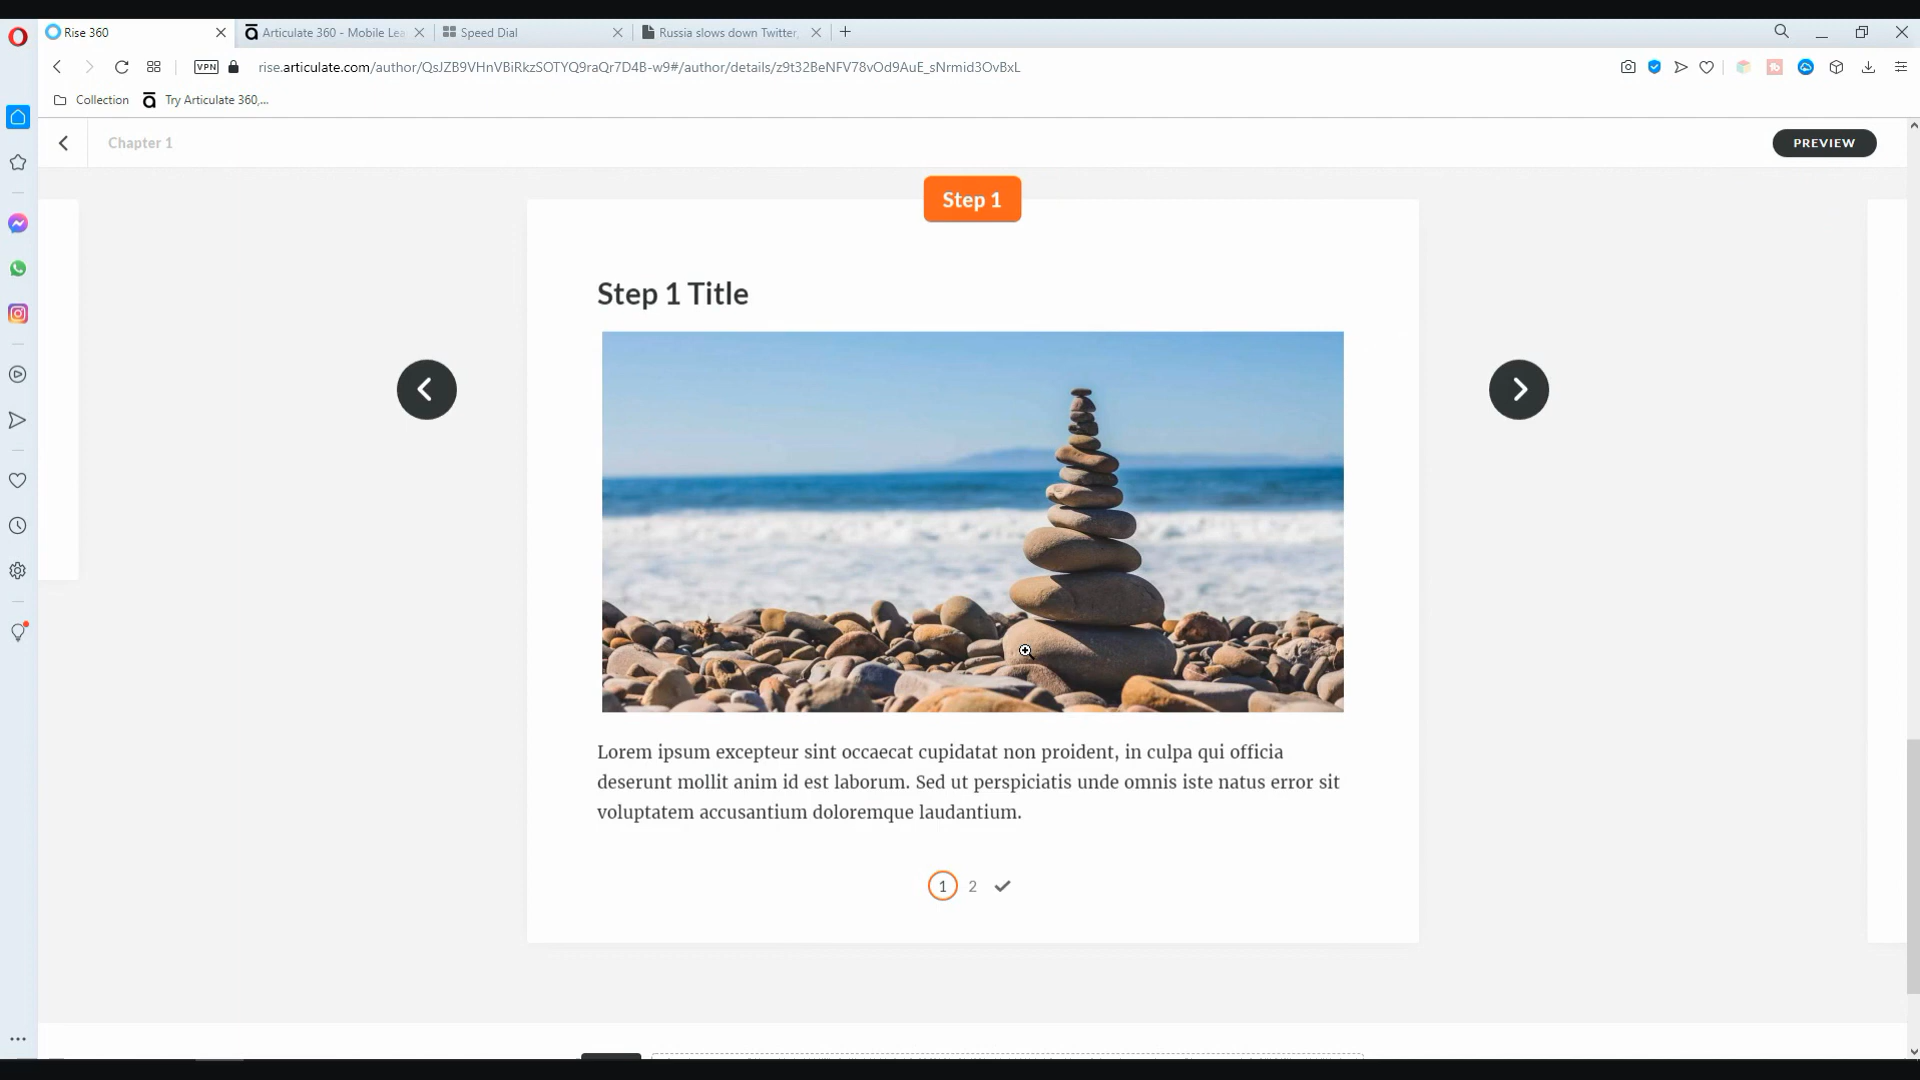 Rise 360
Articulate 360 - Mobile Lea
Speed Dial
Russia slows down Twitter,
VPN
rise.articulate.com/author/QsJZB9VHnVBiRkzSOTYQ9raQr7D4B-w9#/author/details/z9t32BeNFV78vOd9AuE_sNrmid3OvBxL
Collection
Try Articulate 360,...
Chapter 1
PREVIEW
Step 1
Step 1 Title
Lorem ipsum excepteur sint occaecat cupidatat non proident, in culpa qui officia
deserunt mollit anim id est laborum. Sed ut perspiciatis unde omnis iste natus error sit
voluptatem accusantium doloremque laudantium.
1 2